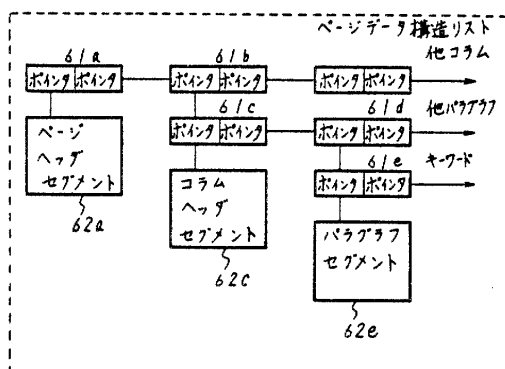 ページデータ構造リスト
61a
61b
他コラム
ポインタ ポインタ
ポインタ ポインタ
ポインタ ポインタ
61c
61d
他パラグラフ
ポインタ ポインタ
ポインタ ポインタ
61e
キーワード
ポインタ ポインタ
ページ
ヘッダ
セグメント
62a
コラム
ヘッダ
セグメント
62c
パラグラフ
セグメント
62e